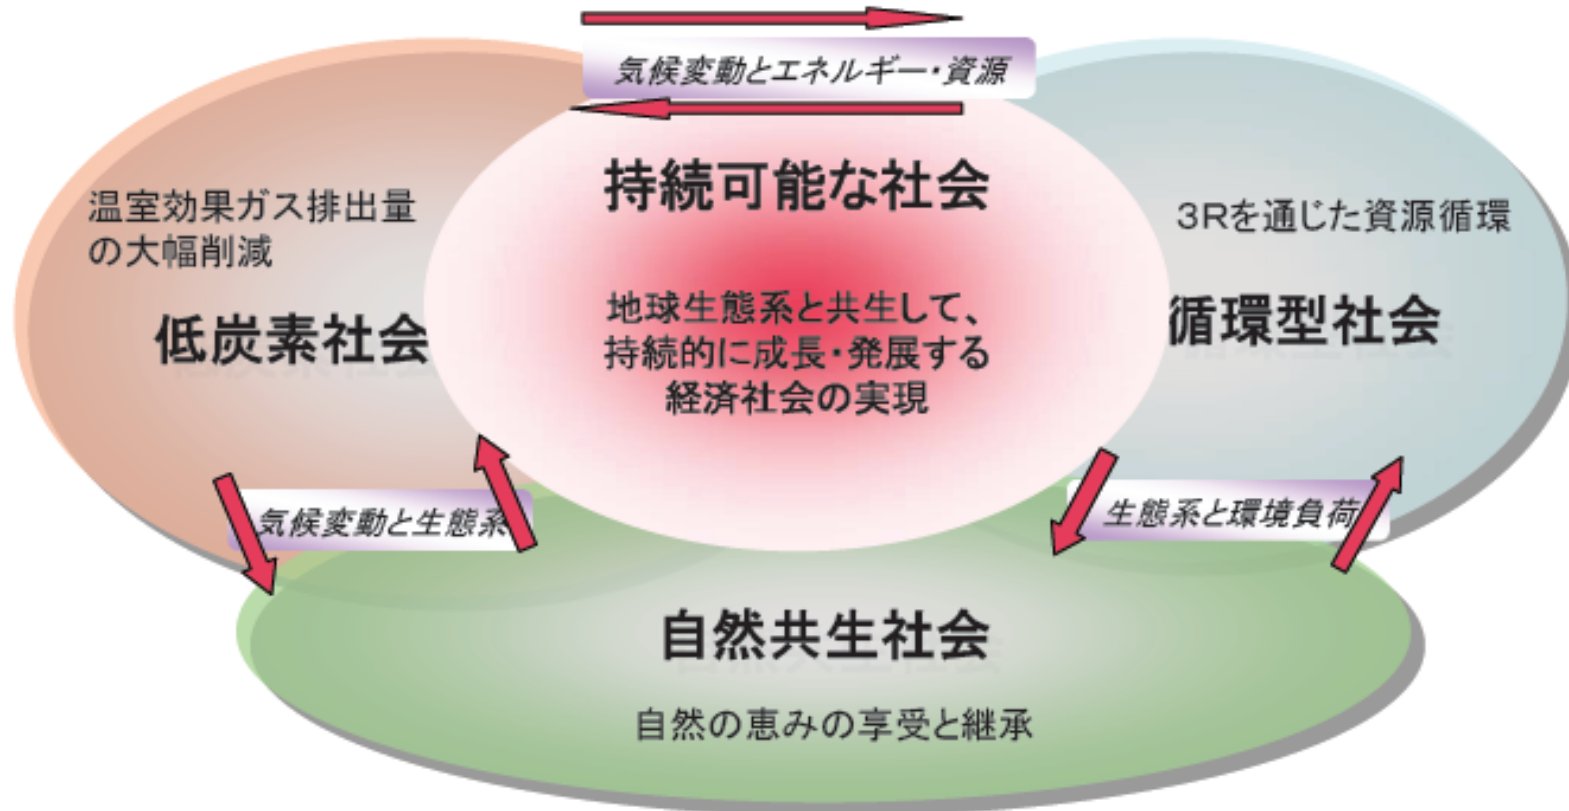 気候変動とエネルギー・資源
持続可能な社会
温室効果ガス排出量
の大幅削減
低炭素社会
地球生態系と共生して、
持続的に成長・発展する
経済社会の実現
3Rを通じた資源循環
循環型社会
気候変動と生態系
生態系と環境負荷
自然共生社会
自然の恵みの享受と継承